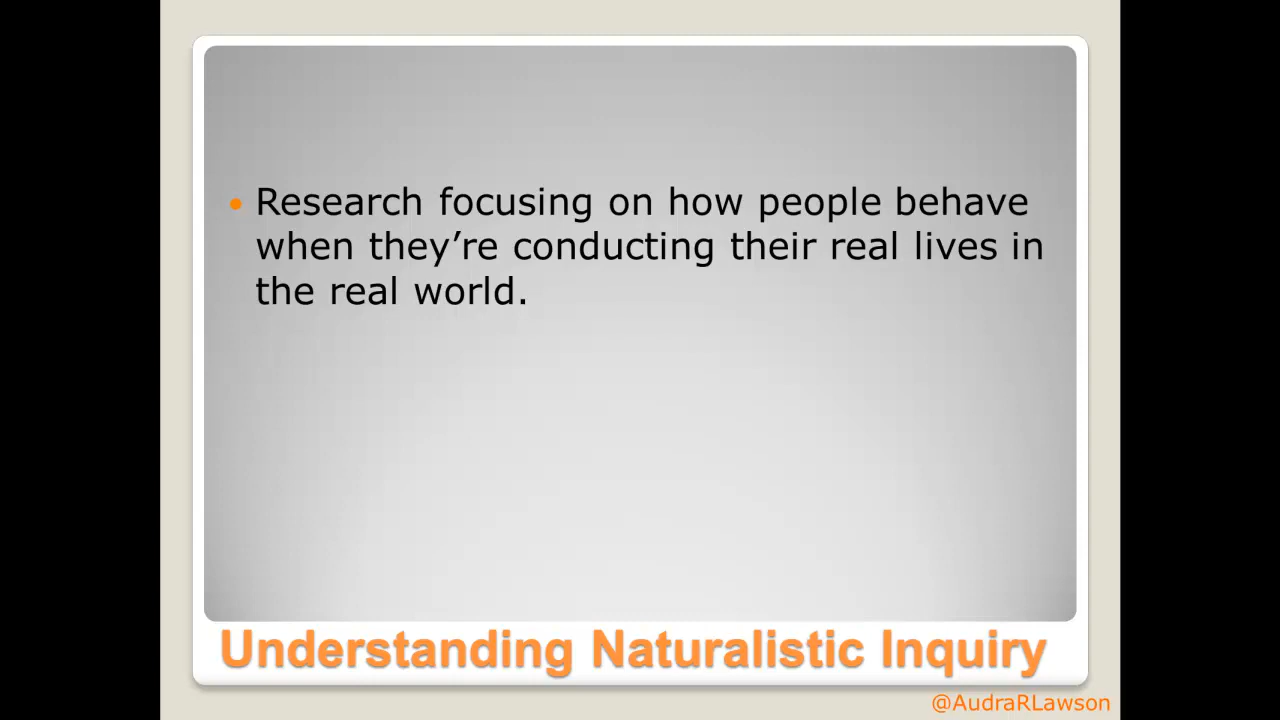 • Research focusing on how people behave
when they’re conducting their real lives in
the real world.
Understanding Naturalistic Inquiry
@AudraRLawson